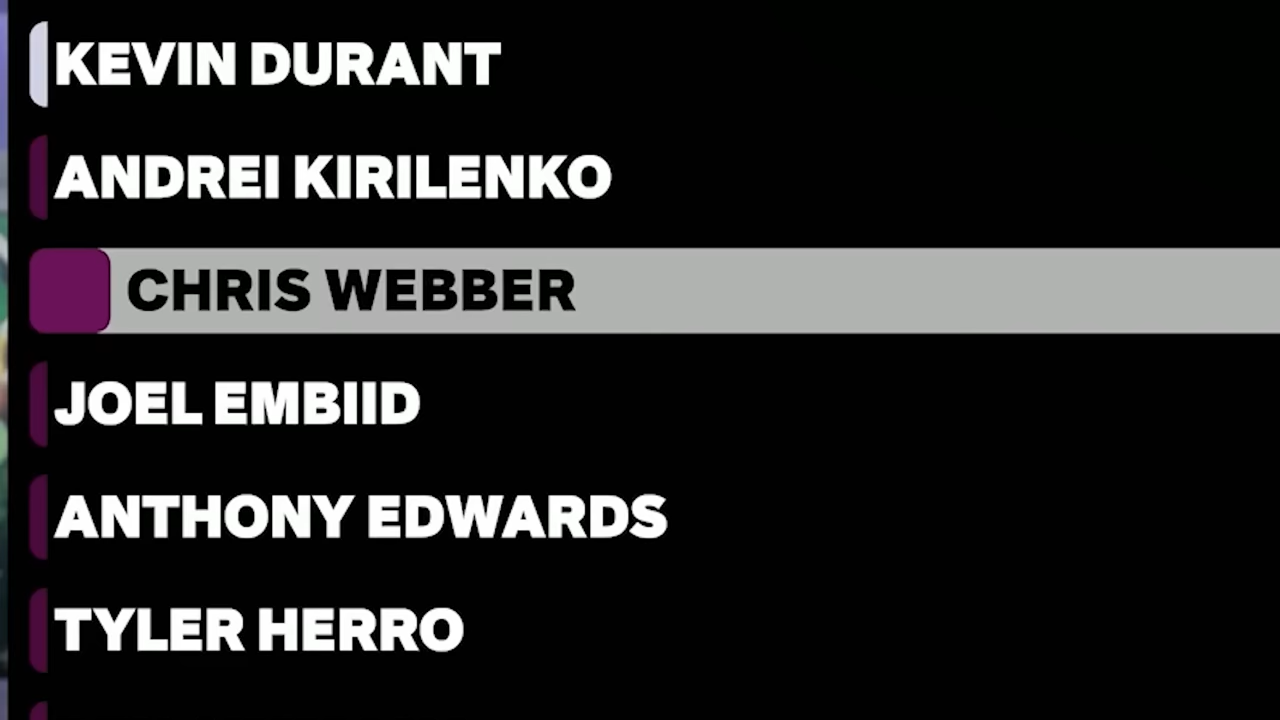 KEVIN DURANT
ANDREI KIRILENKO
CHRIS WEBBER
JOEL EMBIID
ANTHONY EDWARDS
TYLER HERRO